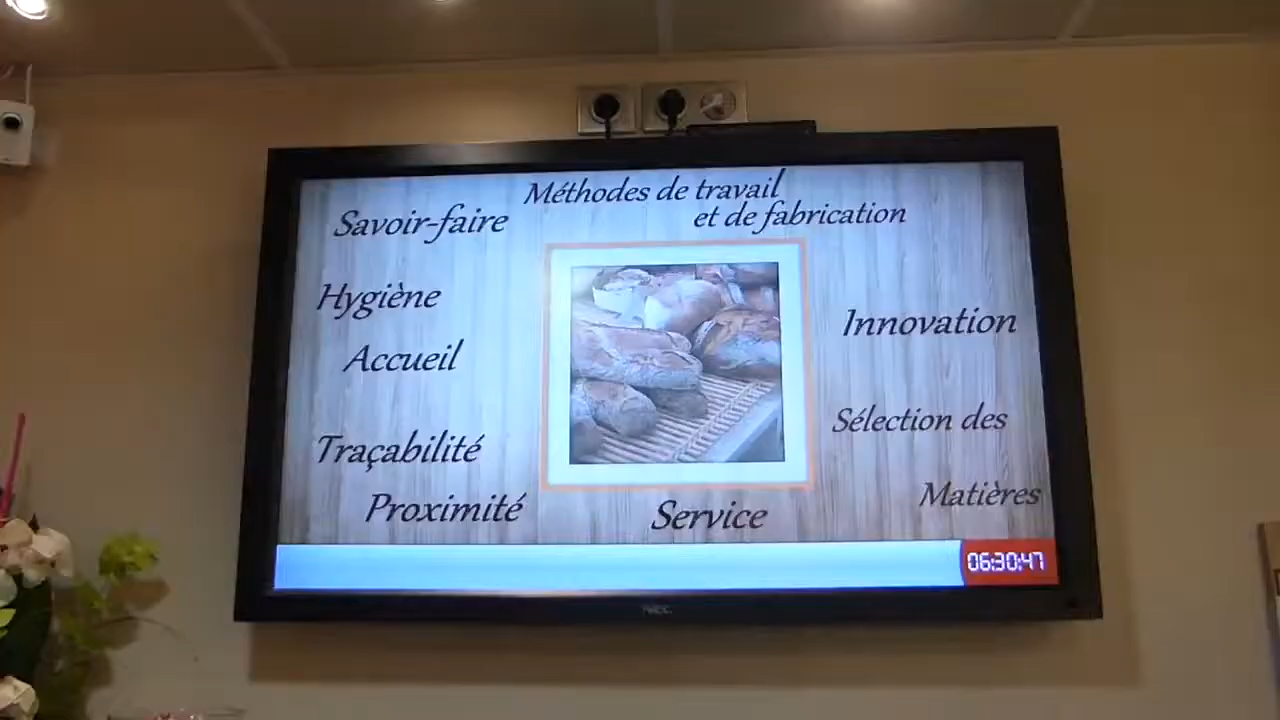 Méthodes de travail
et de fabrication
Savoir-faire
Hygiène
Accueil
Innovation
Traçabilité
Sélection des
Matières
Proximité
Service
06:30:47
NEC